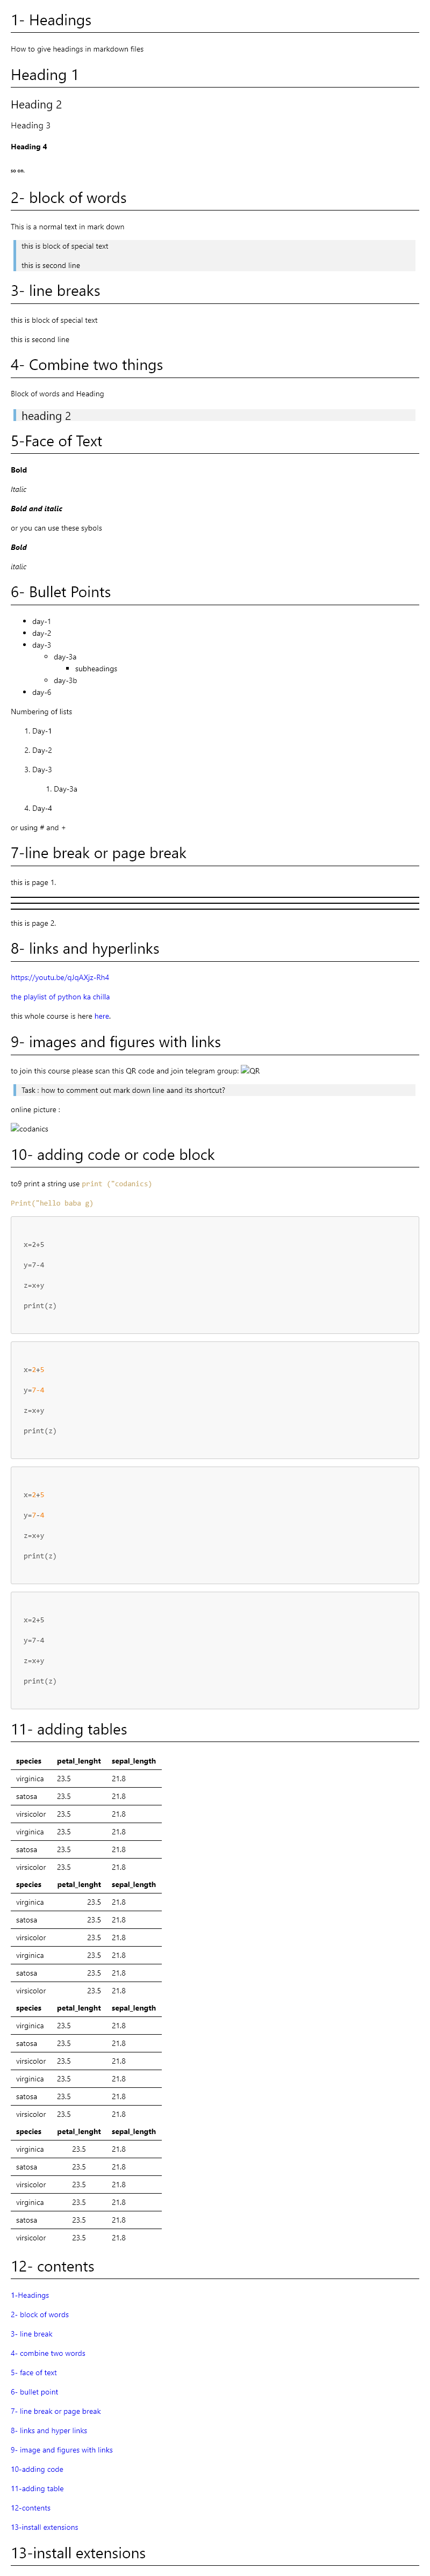 1- Headings
How to give headings in markdown files
Heading 1
Heading 2
Heading 3
Heading 4
so on.
2- block of words
This is a normal text in mark down
this is block of special text
this is second line
3- line breaks
this is block of special text
this is second line
4- Combine two things
Block of words and Heading
heading 2
5-Face of Text
Bold
Italic
Bold and italic
or you can use these sybols
Bold
italic
6- Bullet Points
• day-1
• day-2
• day-3
◦ day-3a
▪ subheadings
◦ day-3b
• day-6
Numbering of lists
1. Day-1
2. Day-2
3. Day-3
1. Day-3a
4. Day-4
or using # and +
7-line break or page break
this is page 1.
this is page 2.
8- links and hyperlinks
https://youtu.be/qJqAXjz-Rh4
the playlist of python ka chilla
this whole course is here here.
9- images and figures with links
to join this course please scan this QR code and join telegram group: QR
Task : how to comment out mark down line aand its shortcut?
online picture :
codanics
10- adding code or code block
to9 print a string use print ("codanics)
Print("hello baba g)
x=2+5
y=7-4
z=x+y
print(z)
x=2+5
y=7-4
z=x+y
print(z)
x=2+5
y=7-4
z=x+y
print(z)
x=2+5
y=7-4
z=x+y
print(z)
11- adding tables
species petal_lenght sepal_length
virginica 23.5 21.8
satosa 23.5 21.8
virsicolor 23.5 21.8
virginica 23.5 21.8
satosa 23.5 21.8
virsicolor 23.5 21.8
species petal_lenght sepal_length
virginica 23.5 21.8
satosa 23.5 21.8
virsicolor 23.5 21.8
virginica 23.5 21.8
satosa 23.5 21.8
virsicolor 23.5 21.8
species petal_lenght sepal_length
virginica 23.5 21.8
satosa 23.5 21.8
virsicolor 23.5 21.8
virginica 23.5 21.8
satosa 23.5 21.8
virsicolor 23.5 21.8
species petal_lenght sepal_length
virginica 23.5 21.8
satosa 23.5 21.8
virsicolor 23.5 21.8
virginica 23.5 21.8
satosa 23.5 21.8
virsicolor 23.5 21.8
12- contents
1-Headings
2- block of words
3- line break
4- combine two words
5- face of text
6- bullet point
7- line break or page break
8- links and hyper links
9- image and figures with links
10-adding code
11-adding table
12-contents
13-install extensions
13-install extensions